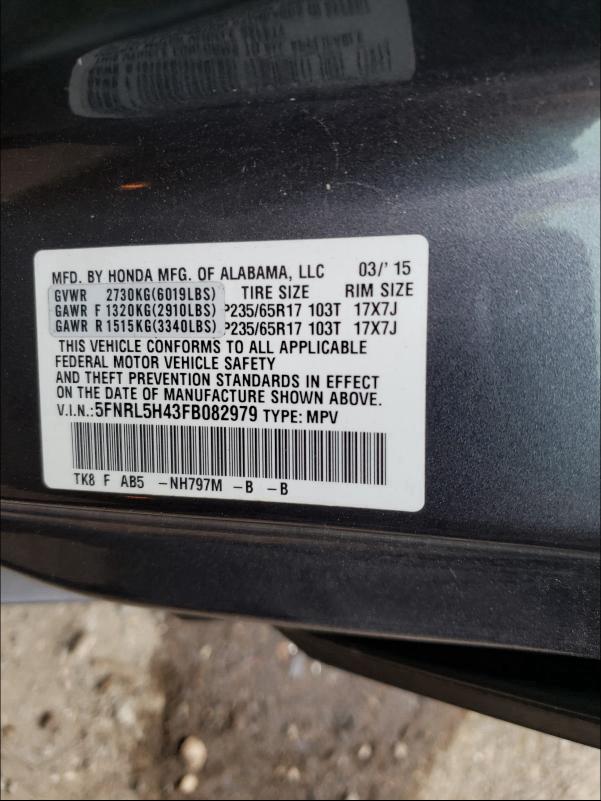 MFD. BY HONDA MFG. OF ALABAMA, LLC 03/'15
GVWR 2730KG(6019LBS) TIRE SIZE RIM SIZE
GAWR F 1320KG(2910LBS) P235/65R17 103T 17X7J
GAWR R 1515KG(3340LBS) P235/65R17 103T 17X7J
THIS VEHICLE CONFORMS TO ALL APPLICABLE
FEDERAL MOTOR VEHICLE SAFETY
AND THEFT PREVENTION STANDARDS IN EFFECT
ON THE DATE OF MANUFACTURE SHOWN ABOVE.
V.I.N.:5FNRL5H43FB082979 TYPE: MPV
TK8 F AB5 -NH797M -B -B